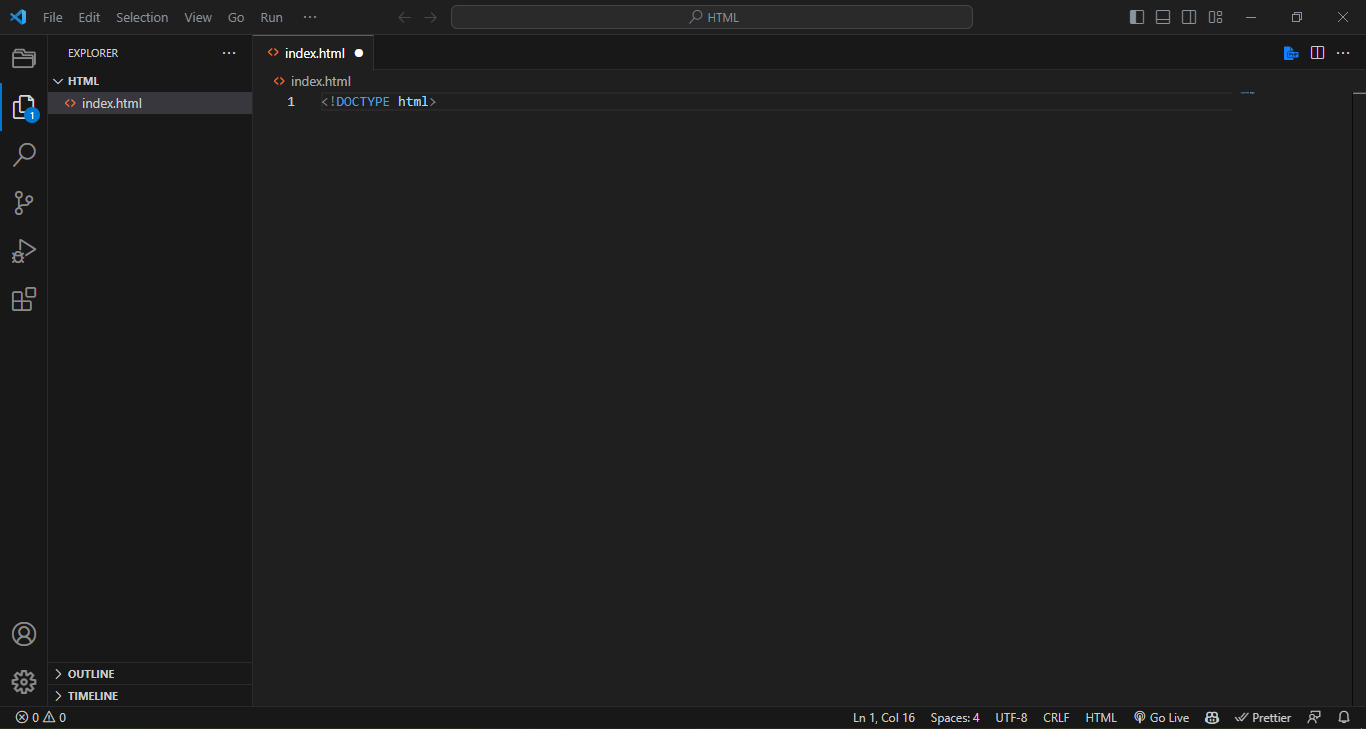 File Edit Selection View Go Run ··· HTML
EXPLORER ···
index.html
HTML
index.html
index.html
1 <!DOCTYPE html>
1
OUTLINE
TIMELINE
0 0 Ln 1, Col 16 Spaces: 4 UTF-8 CRLF HTML Go Live Prettier